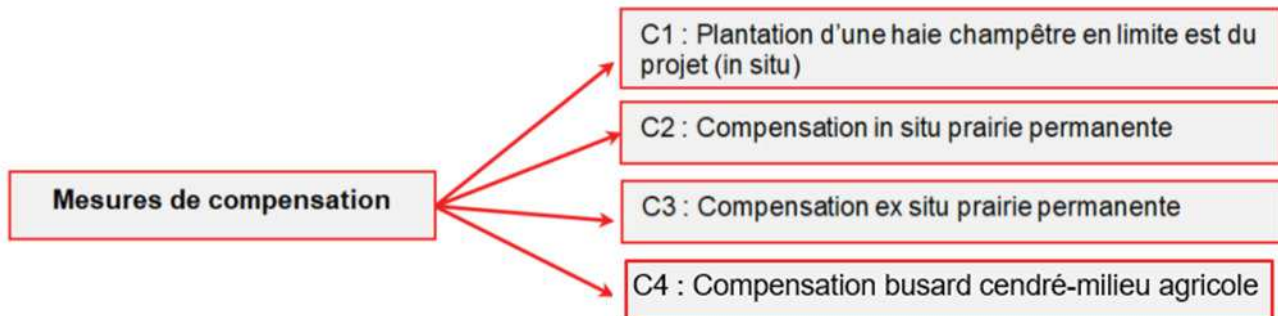 C1 : Plantation d'une haie champêtre en limite est du
projet (in situ)
C2 : Compensation in situ prairie permanente
Mesures de compensation
C3 : Compensation ex situ prairie permanente
C4 : Compensation busard cendré-milieu agricole